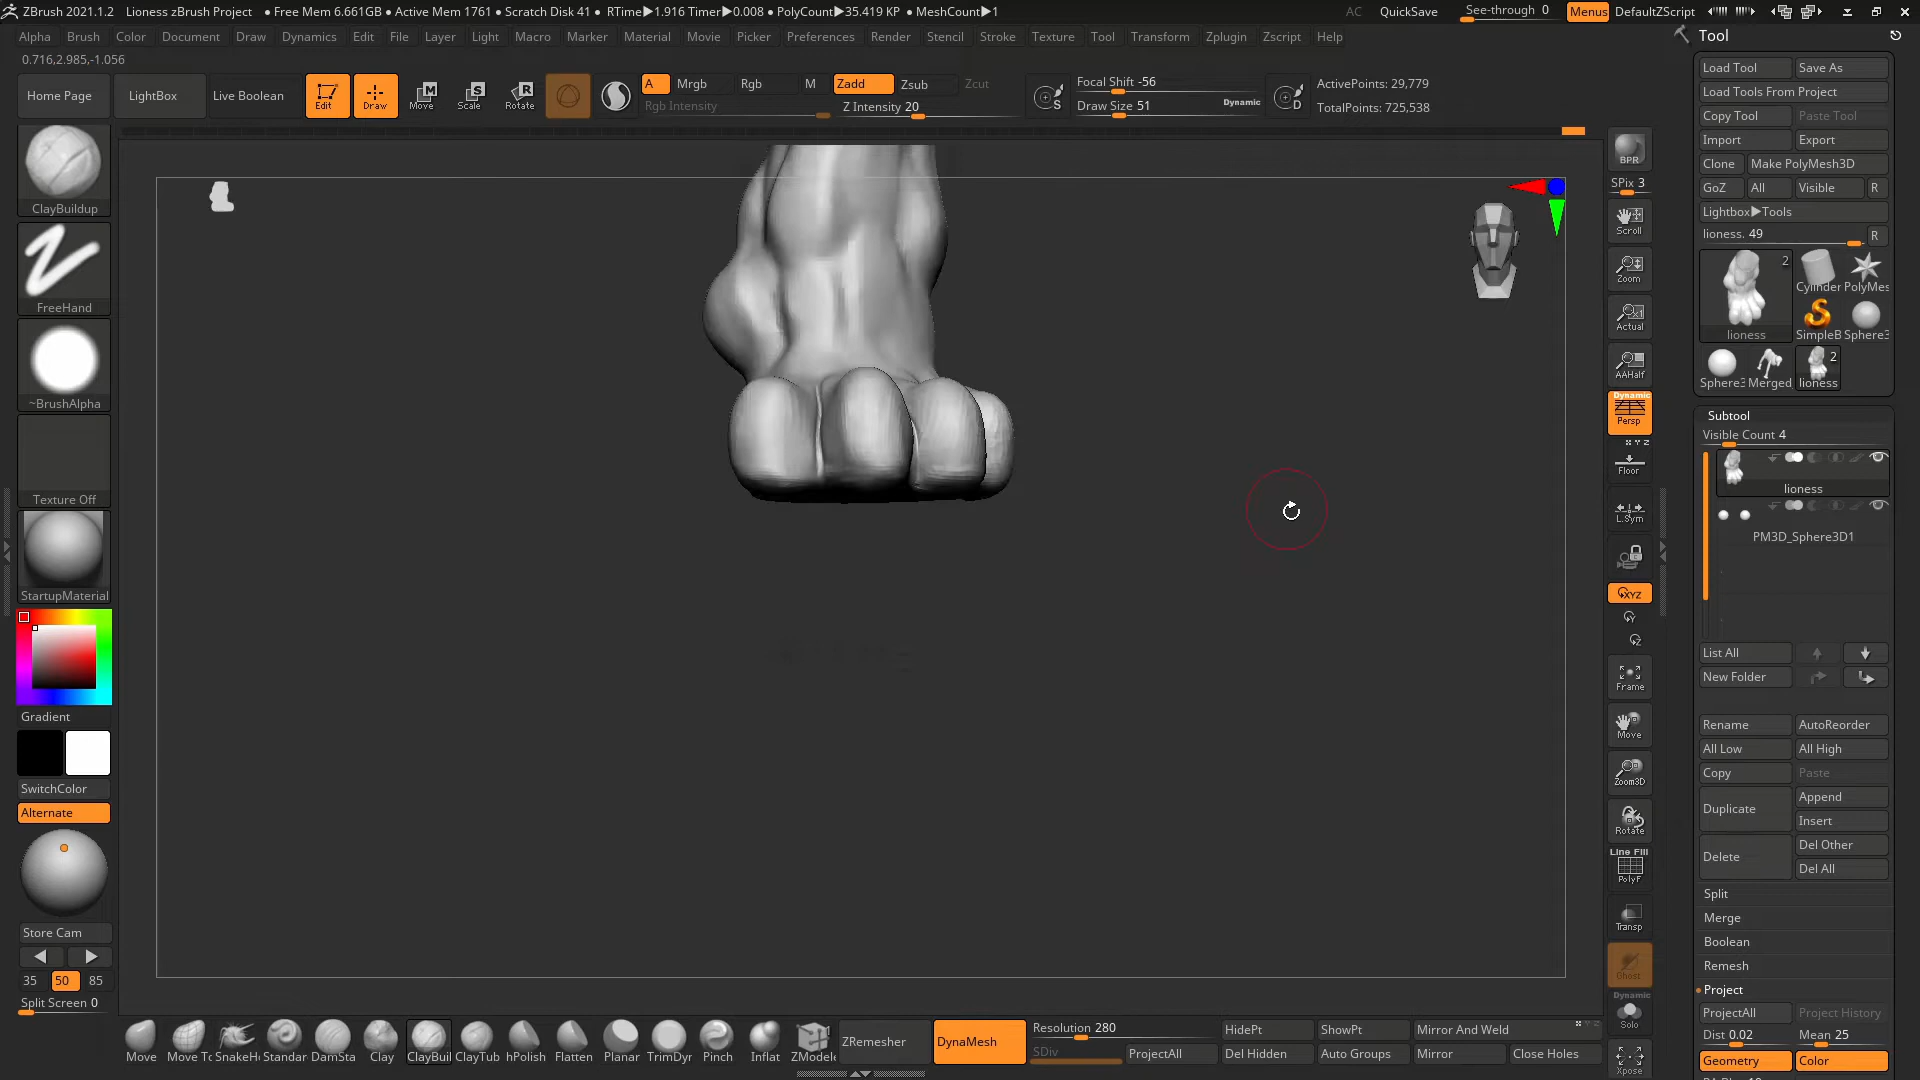 ZBrush 2021.1.2 Lioness zBrush Project • Free Mem 6.661GB • Active Mem 1761 • Scratch Disk 41 • RTime▶1.916 Timer▶0.008 • PolyCount▶35.419 KP • MeshCount▶1 AC QuickSave See-through 0 Menus DefaultZScript
Alpha Brush Color Document Draw Dynamics Edit File Layer Light Macro Marker Material Movie Picker Preferences Render Stencil Stroke Texture Tool Transform Zplugin Zscript Help
0.716,2.985,-1.056
Home Page LightBox Live Boolean Edit Draw Move Scale Rotate
A Mrgb Rgb M Zadd Zsub Zcut
Rgb Intensity Z Intensity 20
S Focal Shift -56
Draw Size 51 Dynamic D
ActivePoints: 29,779
TotalPoints: 725,538
ClayBuildup
FreeHand
~BrushAlpha
Texture Off
StartupMaterial
Gradient
SwitchColor
Alternate
Store Cam
35 50 85
Split Screen 0
BPR
SPix 3
Scroll
Zoom
Actual
AAHalf
Dynamic
Persp
Floor
L.Sym
XYZ
Y
Z
Frame
Move
Zoom3D
Rotate
Line Fill
PolyF
Transp
Ghost
Dynamic
Solo
Xpose
Tool
Load Tool Save As
Load Tools From Project
Copy Tool Paste Tool
Import Export
Clone Make PolyMesh3D
GoZ All Visible R
Lightbox▶Tools
lioness. 49 R
2
Cylinder PolyMes
lioness SimpleB Sphere3
2
Sphere3 Merged lioness
Subtool
Visible Count 4
lioness
PM3D_Sphere3D1
List All
New Folder
Rename AutoReorder
All Low All High
Copy Paste
Duplicate Append
Insert
Delete Del Other
Del All
Split
Merge
Boolean
Remesh
Project
ProjectAll Project History
Dist 0.02 Mean 25
Geometry Color
Move Move To SnakeH Standar DamSta Clay ClayBuil ClayTub hPolish Flatten Planar TrimDyr Pinch Inflat ZModele
ZRemesher DynaMesh
Resolution 280 HidePt ShowPt Mirror And Weld
SDiv ProjectAll Del Hidden Auto Groups Mirror Close Holes